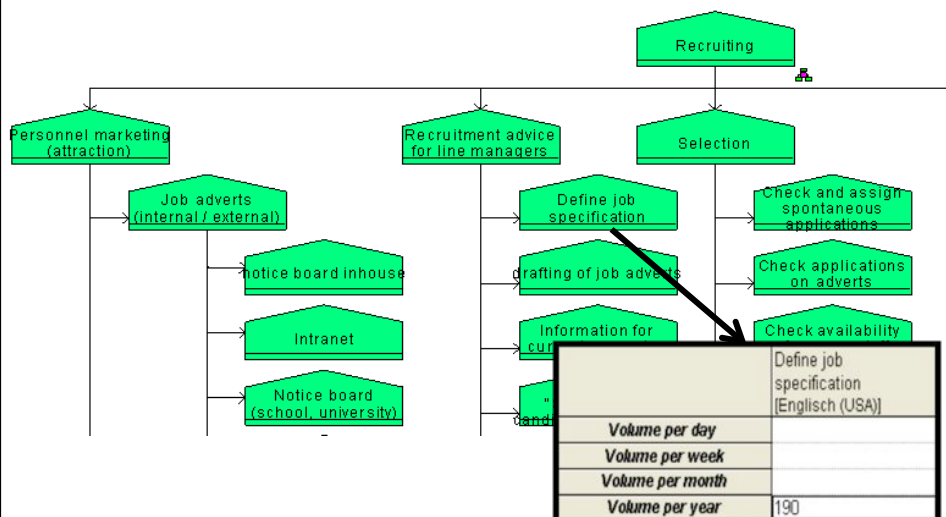 Recruiting
Personnel marketing
(attraction)
Recruitment advice
for line managers
Selection
Job adverts
(internal / external)
Define job
specification
Check and assign
spontaneous
applications
notice board inhouse
drafting of job adverts
Check applications
on adverts
Intranet
Information for
Check availability
Notice board
(school, university)
Define job
specification
[Englisch (USA)]
Volume per day
Volume per week
Volume per month
Volume per year
190